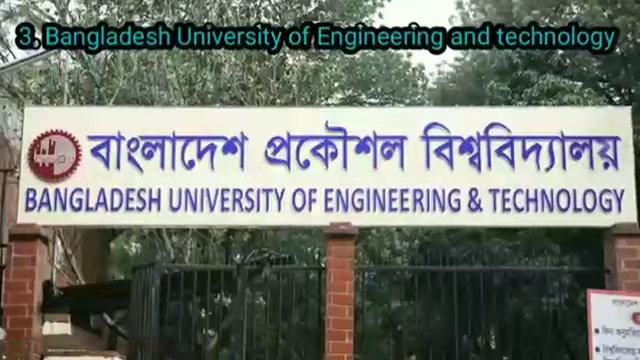 3. Bangladesh University of Engineering and technology
বাংলাদেশ প্রকৌশল বিশ্ববিদ্যালয়
BANGLADESH UNIVERSITY OF ENGINEERING & TECHNOLOGY